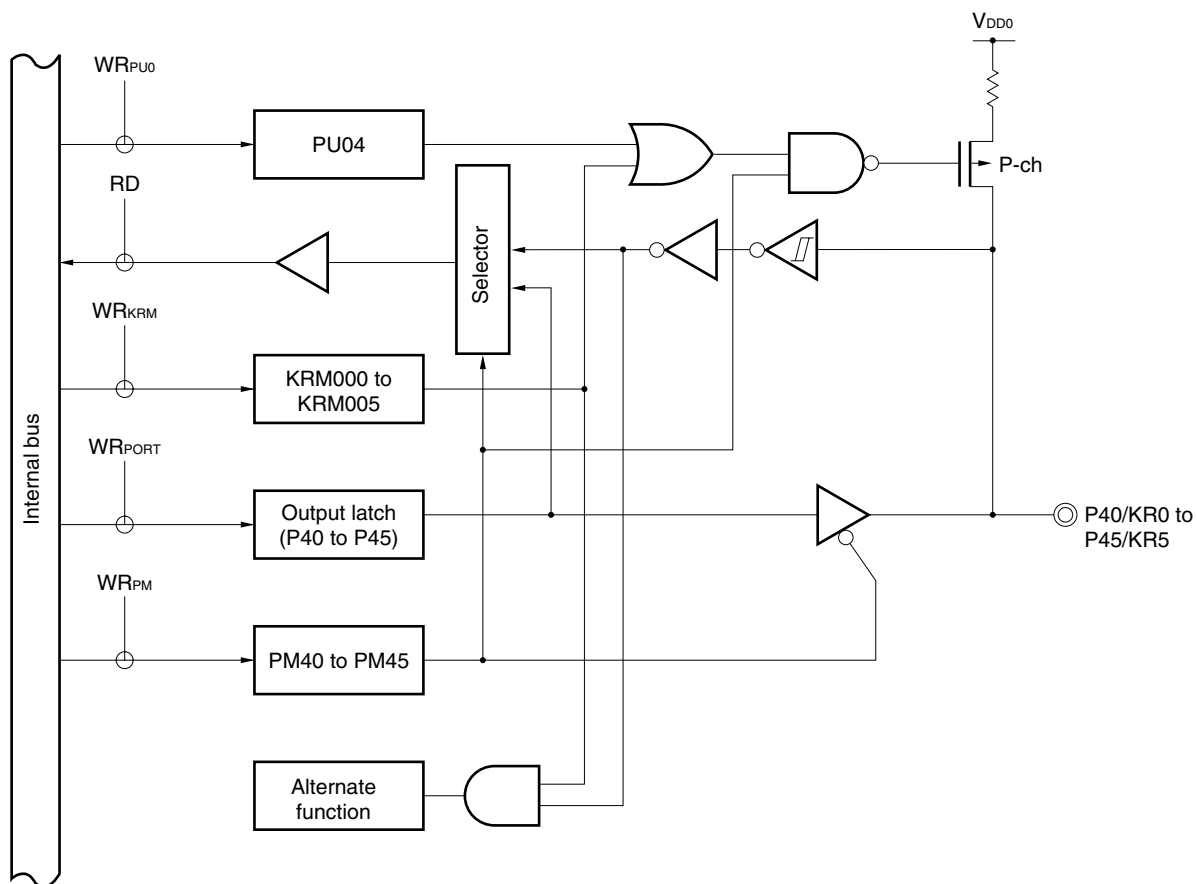 VDD0
WRPU0
PU04
P-ch
RD
Selector
WRKRM
KRM000 to
KRM005
Internal bus
WRPORT
Output latch
(P40 to P45)
P40/KR0 to
P45/KR5
WRPM
PM40 to PM45
Alternate
function